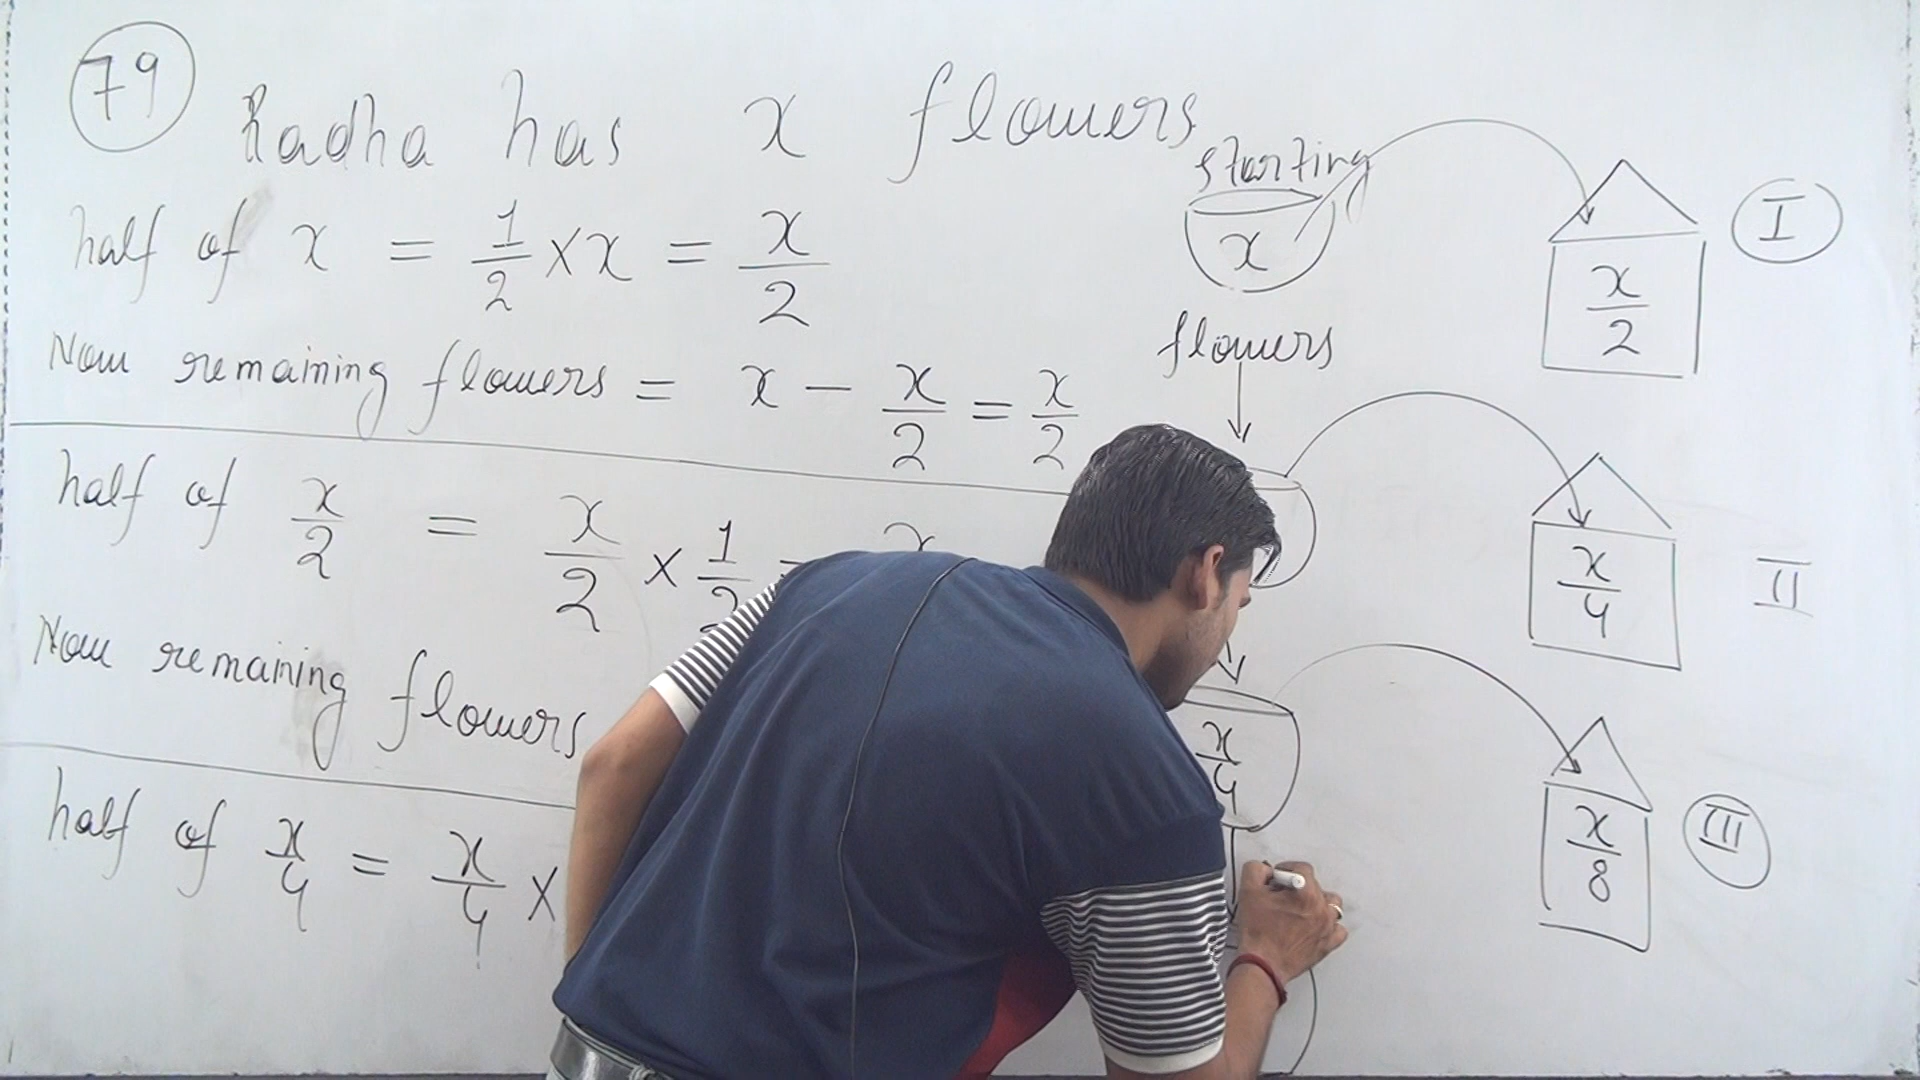 79
Radha has x flowers
half of x = 1/2 × x = x/2
Now remaining flowers = x - x/2 = x/2
half of x/2 = x/2 × 1/2
Now remaining flowers
half of x/4 = x/4 ×
starting
x
flowers
x/4
x/2
I
x/4
II
x/8
III